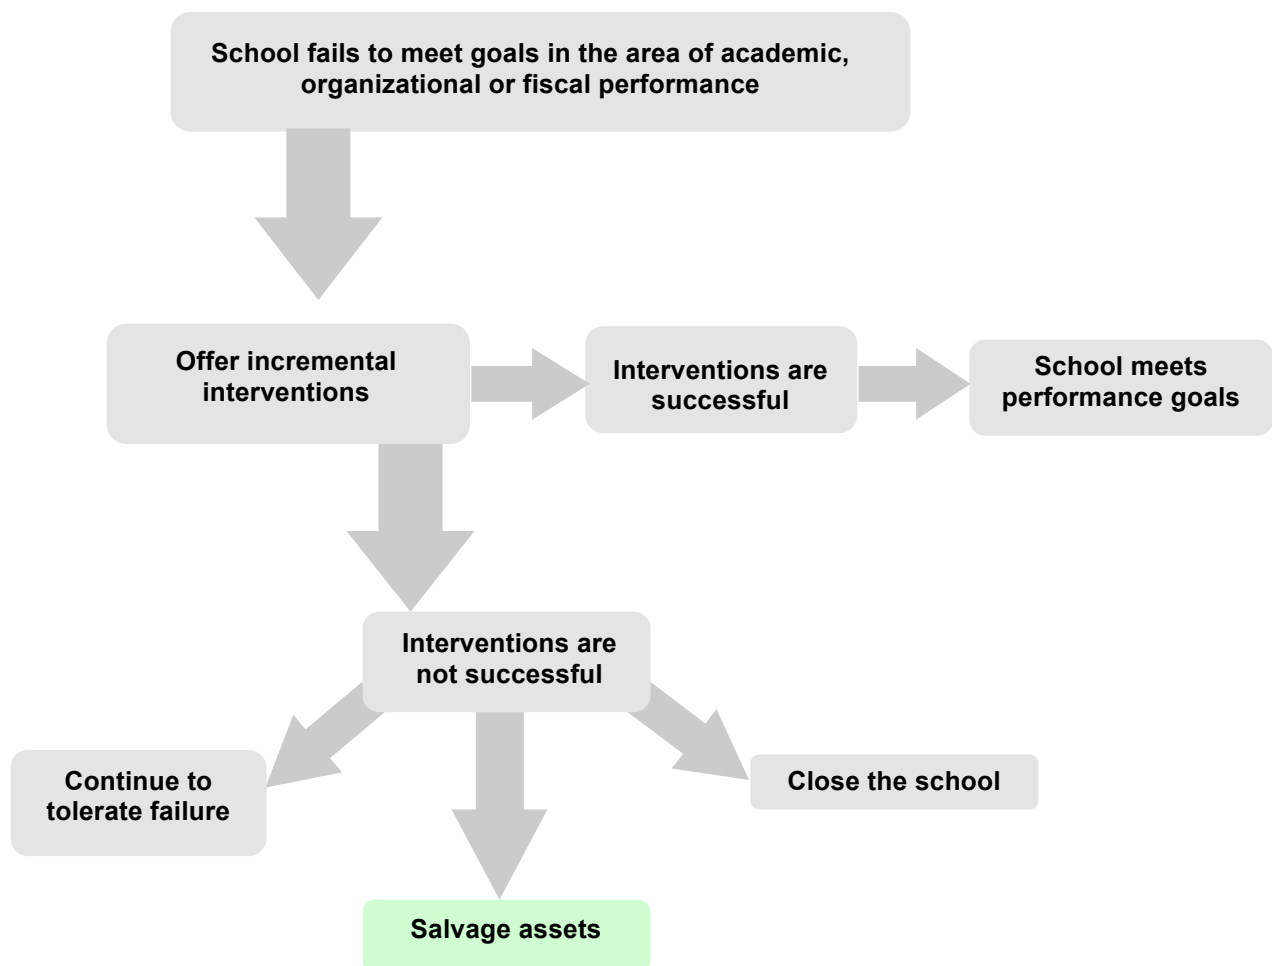 School fails to meet goals in the area of academic,
organizational or fiscal performance
Offer incremental
interventions
Interventions are
successful
School meets
performance goals
Interventions are
not successful
Continue to
tolerate failure
Close the school
Salvage assets